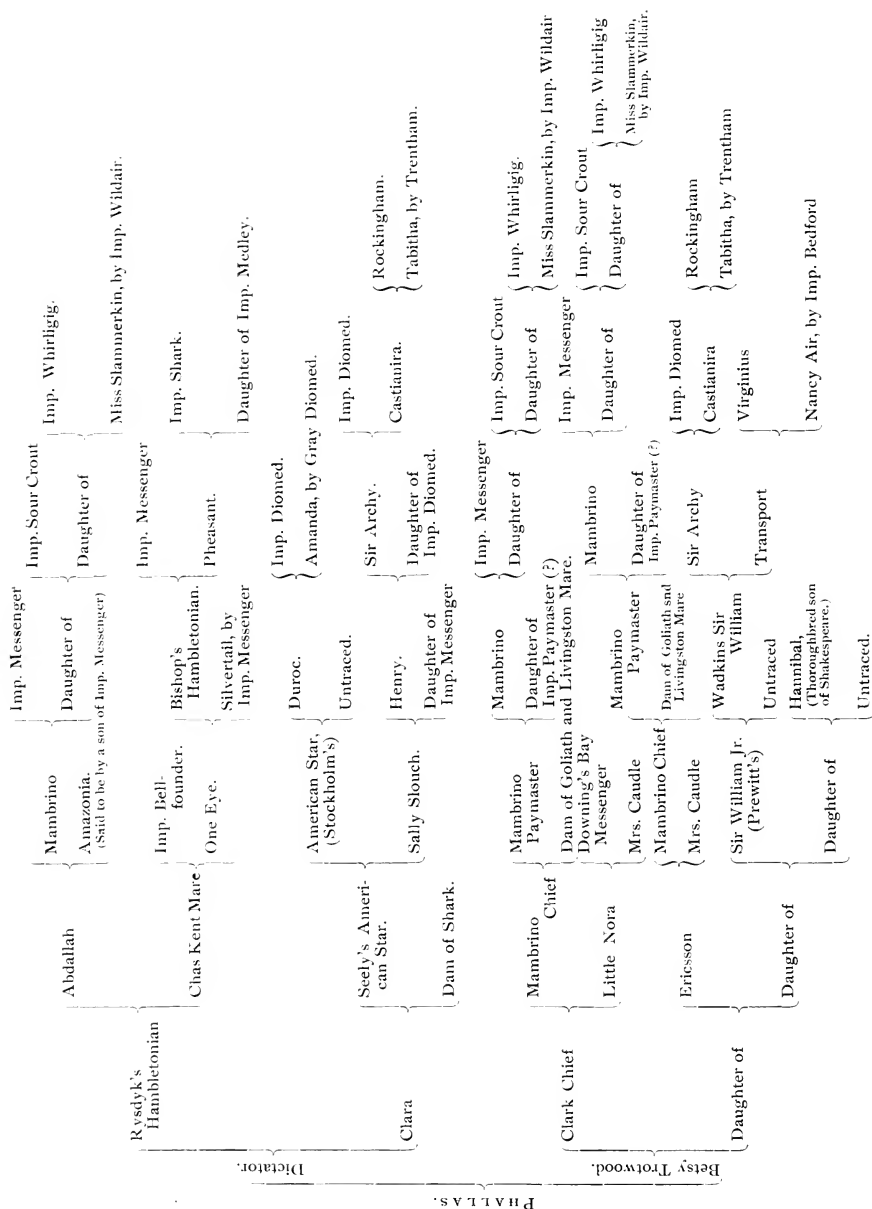 PHALLAS.
Dictator.
Betsy Trotwood.
Rysdyk's
Hambletonian
Clara
Clark Chief
Daughter of
Abdallah
Chas Kent Mare
Seely's Ameri-
can Star.
Dam of Shark.
Mambrino
Chief
Little Nora
Ericsson
Daughter of
Mambrino
Amazonia.
(Said to be by a son of Imp. Messenger)
Imp. Bell-
founder.
One Eye.
American Star,
(Stockholm's)
Sally Slouch.
Mambrino
Paymaster
Dam of Goliath and Livingston Mare.
Downing's Bay
Messenger
Mrs. Caudle
Mambrino Chief
Mrs. Caudle
Sir William Jr.
(Prewitt's)
Daughter of
Imp. Messenger
Daughter of
Bishop's
Hambletonian.
Silvertail, by
Imp. Messenger
Duroc.
Untraced.
Henry.
Daughter of
Imp. Messenger
Mambrino
Daughter of
Imp. Paymaster (?)
Mambrino
Paymaster
Dam of Goliath snd
Livingston Mare
Wadkins Sir
William
Untraced
Hannibal,
(Thoroughbred son
of Shakespeare.)
Untraced.
Imp. Sour Crout
Daughter of
Imp. Messenger
Pheasant.
Imp. Diomed.
Amanda, by Gray Diomed.
Sir Archy.
Daughter of
Imp. Diomed.
Imp. Messenger
Daughter of
Mambrino
Daughter of
Imp. Paymaster (?)
Sir Archy
Transport
Imp. Whirligig.
Miss Slammerkin, by Imp. Wildair.
Imp. Shark.
Daughter of Imp. Medley.
Imp. Diomed.
Castianira.
Imp. Sour Crout
Daughter of
Imp. Messenger
Daughter of
Imp. Diomed
Castianira
Virginius
Nancy Air, by Imp. Bedford
Rockingham.
Tabitha, by Trentham.
Imp. Whirligig.
Miss Slammerkin, by Imp. Wildair
Imp. Sour Crout
Daughter of
Rockingham
Tabitha, by Trentham
Imp. Whirligig
Miss Slammerkin,
by Imp. Wildair.